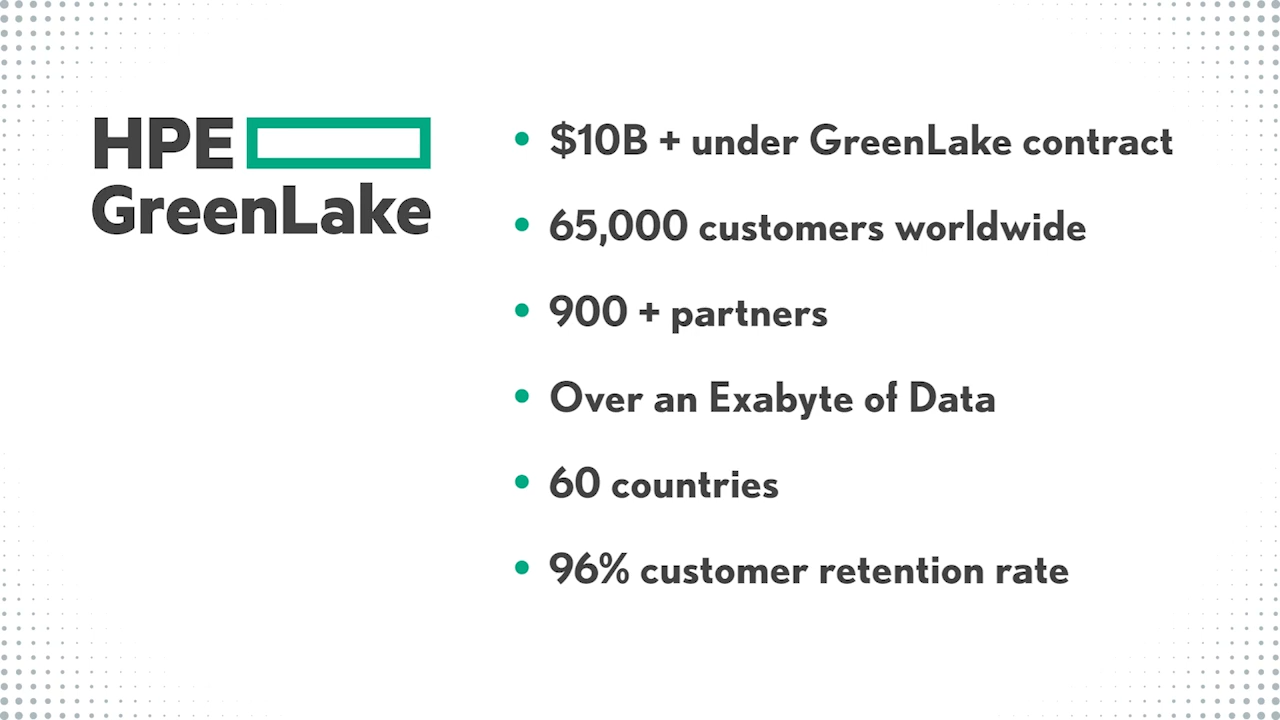 HPE
GreenLake
• $10B + under GreenLake contract
• 65,000 customers worldwide
• 900 + partners
• Over an Exabyte of Data
• 60 countries
• 96% customer retention rate